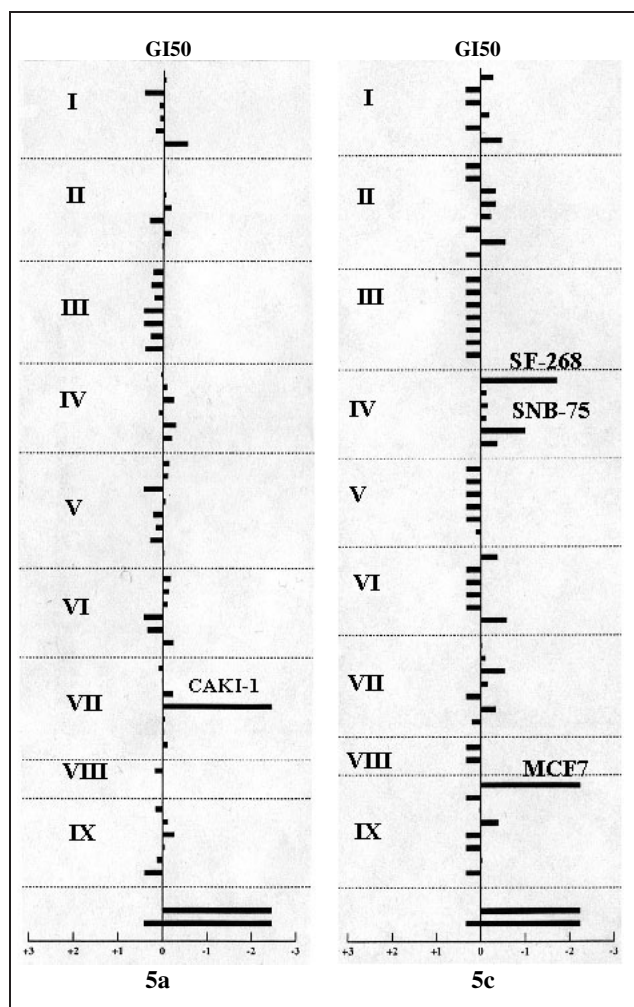 GI50
I
II
III
IV
V
VI
VII
CAKI-1
VIII
IX
+3 +2 +1 0 -1 -2 -3
5a
GI50
I
II
III
SF-268
IV
SNB-75
V
VI
VII
VIII
MCF7
IX
+3 +2 +1 0 -1 -2 -3
5c